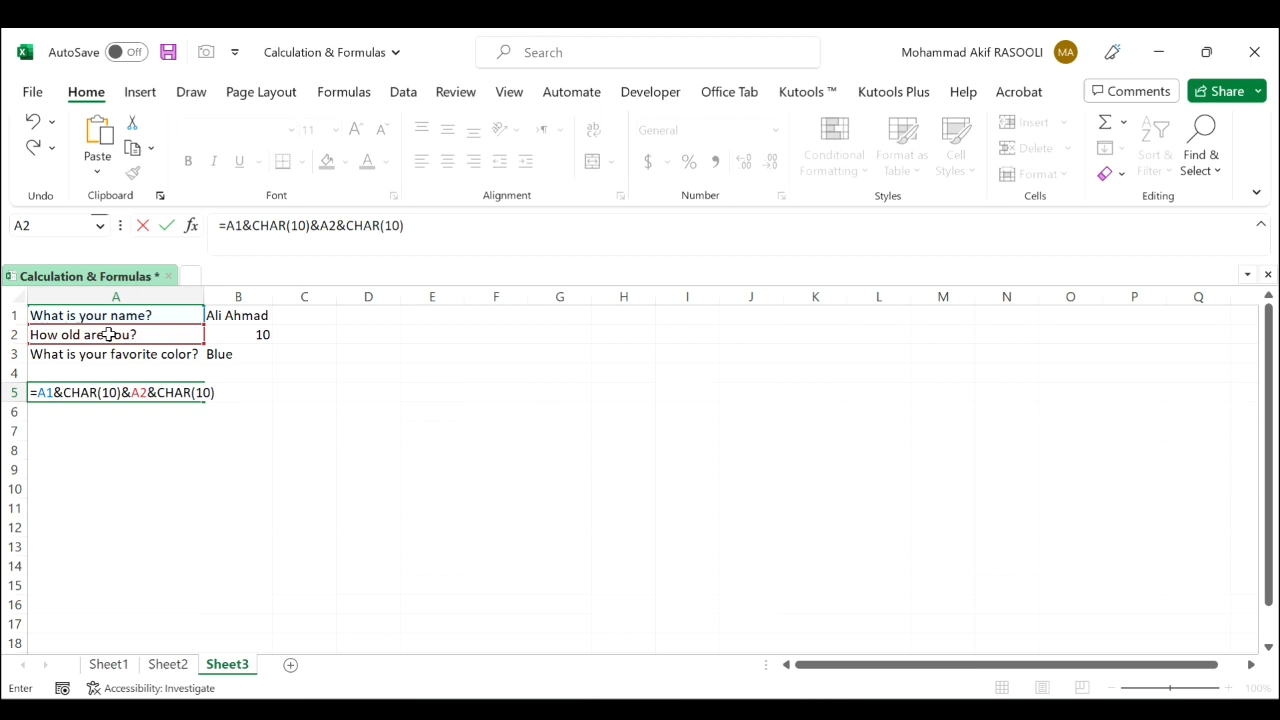 AutoSave Off Calculation & Formulas Search Mohammad Akif RASOOLI MA
File Home Insert Draw Page Layout Formulas Data Review View Automate Developer Office Tab Kutools ™ Kutools Plus Help Acrobat Comments Share
11 General Insert
Paste Conditional Format as Cell Delete Sort & Find &
Formatting Table Styles Format Filter Select
Undo Clipboard Font Alignment Number Styles Cells Editing
A2 fx =A1&CHAR(10)&A2&CHAR(10)
Calculation & Formulas *
A B C D E F G H I J K L M N O P Q
1 What is your name? Ali Ahmad
2 How old are you? 10
3 What is your favorite color? Blue
4
5 =A1&CHAR(10)&A2&CHAR(10)
6
7
8
9
10
11
12
13
14
15
16
17
18
Sheet1 Sheet2 Sheet3
Enter Accessibility: Investigate 100%